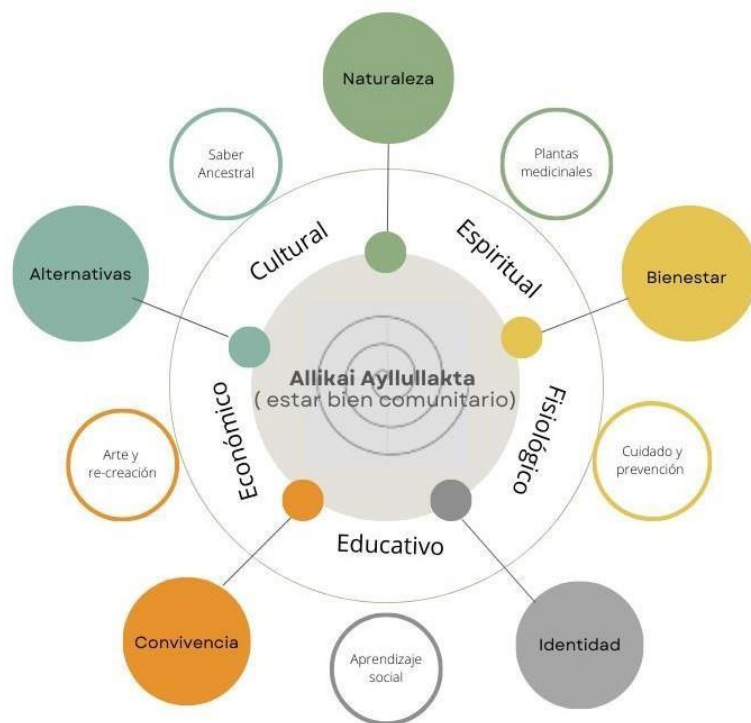 Naturaleza
Saber
Ancestral
Plantas
medicinales
Cultural
Espiritual
Alternativas
Bienestar
Allikai Ayllullakta
( estar bien comunitario)
Económico
Fisiológico
Arte y
re-creación
Cuidado y
prevención
Educativo
Convivencia
Identidad
Aprendizaje
social